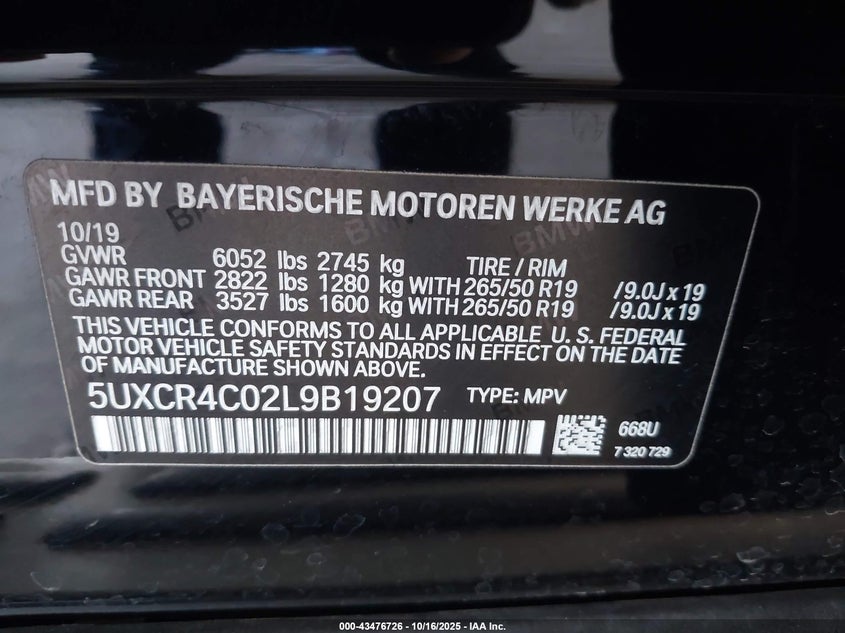 MFD BY BAYERISCHE MOTOREN WERKE AG
10/19
GVWR 6052 lbs 2745 kg TIRE / RIM
GAWR FRONT 2822 lbs 1280 kg WITH 265/50 R19 /9.0J x 19
GAWR REAR 3527 lbs 1600 kg WITH 265/50 R19 /9.0J x 19
THIS VEHICLE CONFORMS TO ALL APPLICABLE U. S. FEDERAL
MOTOR VEHICLE SAFETY STANDARDS IN EFFECT ON THE DATE
OF MANUFACTURE SHOWN ABOVE.
5UXCR4C02L9B19207 TYPE: MPV
668U
7 320 729
000-43476726 - 10/16/2025 - IAA Inc.